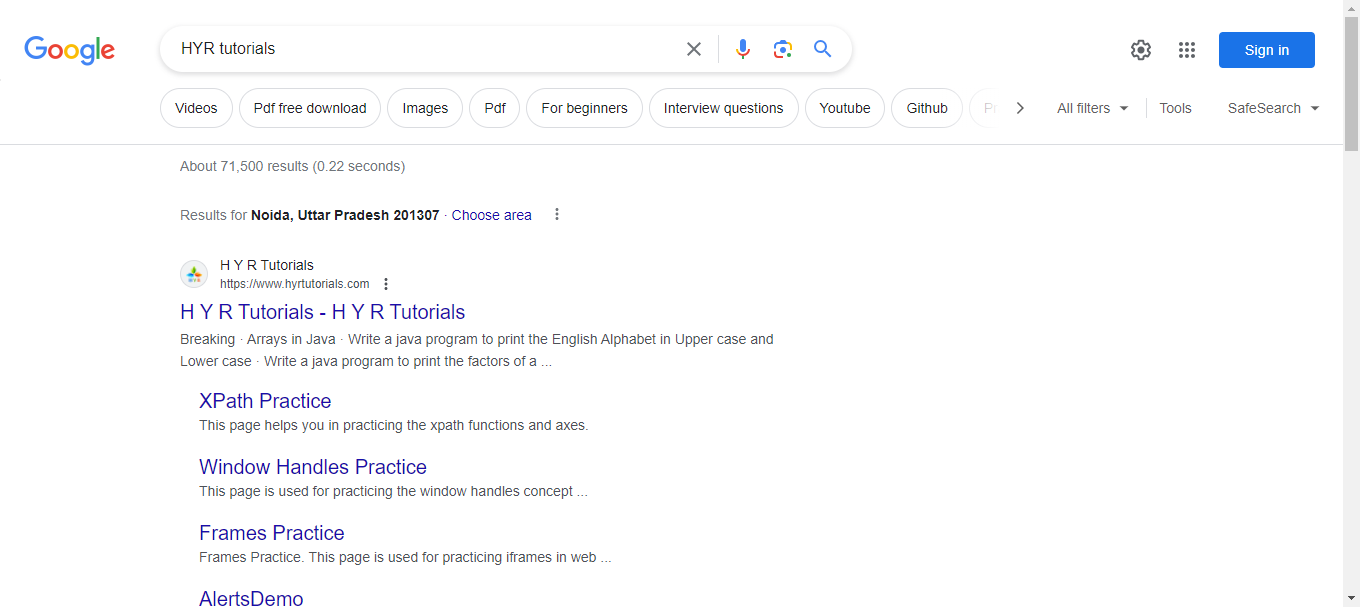 Google
HYR tutorials
Sign in
Videos
Pdf free download
Images
Pdf
For beginners
Interview questions
Youtube
Github
All filters
Tools
SafeSearch
About 71,500 results (0.22 seconds)
Results for Noida, Uttar Pradesh 201307 · Choose area
H Y R Tutorials
https://www.hyrtutorials.com
H Y R Tutorials - H Y R Tutorials
Breaking · Arrays in Java · Write a java program to print the English Alphabet in Upper case and
Lower case · Write a java program to print the factors of a ...
XPath Practice
This page helps you in practicing the xpath functions and axes.
Window Handles Practice
This page is used for practicing the window handles concept ...
Frames Practice
Frames Practice. This page is used for practicing iframes in web ...
AlertsDemo